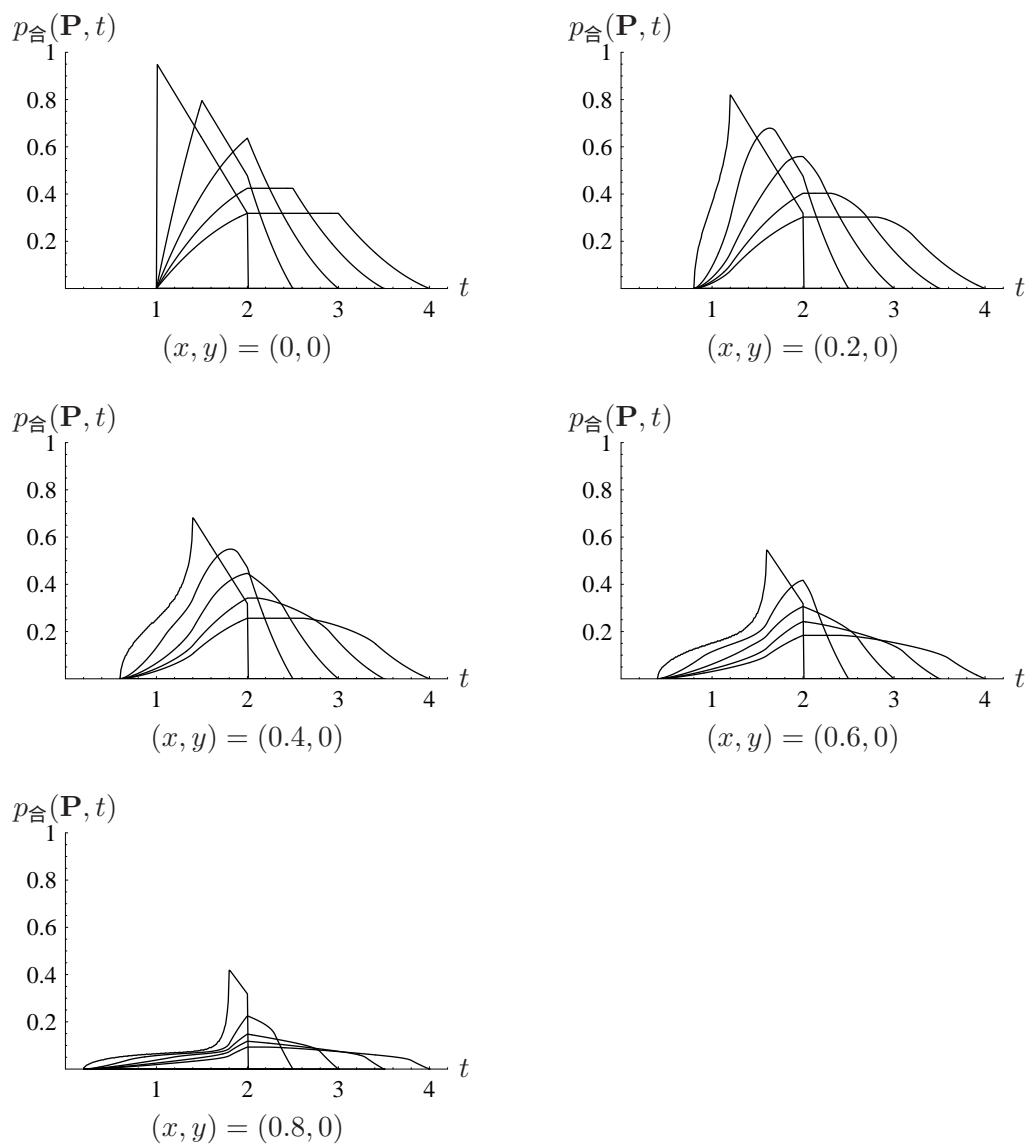 p合(P, t)
1
0.8
0.6
0.4
0.2
1 2 3 4 t
(x, y) = (0, 0)
p合(P, t)
1
0.8
0.6
0.4
0.2
1 2 3 4 t
(x, y) = (0.2, 0)
p合(P, t)
1
0.8
0.6
0.4
0.2
1 2 3 4 t
(x, y) = (0.4, 0)
p合(P, t)
1
0.8
0.6
0.4
0.2
1 2 3 4 t
(x, y) = (0.6, 0)
p合(P, t)
1
0.8
0.6
0.4
0.2
1 2 3 4 t
(x, y) = (0.8, 0)